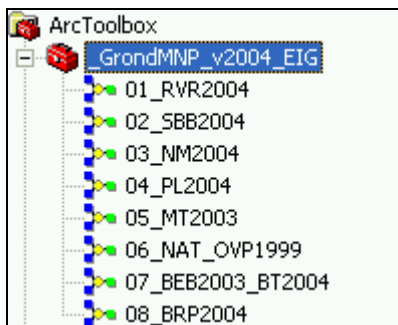 ArcToolbox
_GrondMNP_v2004_EIG
01_RVR2004
02_SBB2004
03_NM2004
04_PL2004
05_MT2003
06_NAT_OVP1999
07_BEB2003_BT2004
08_BRP2004